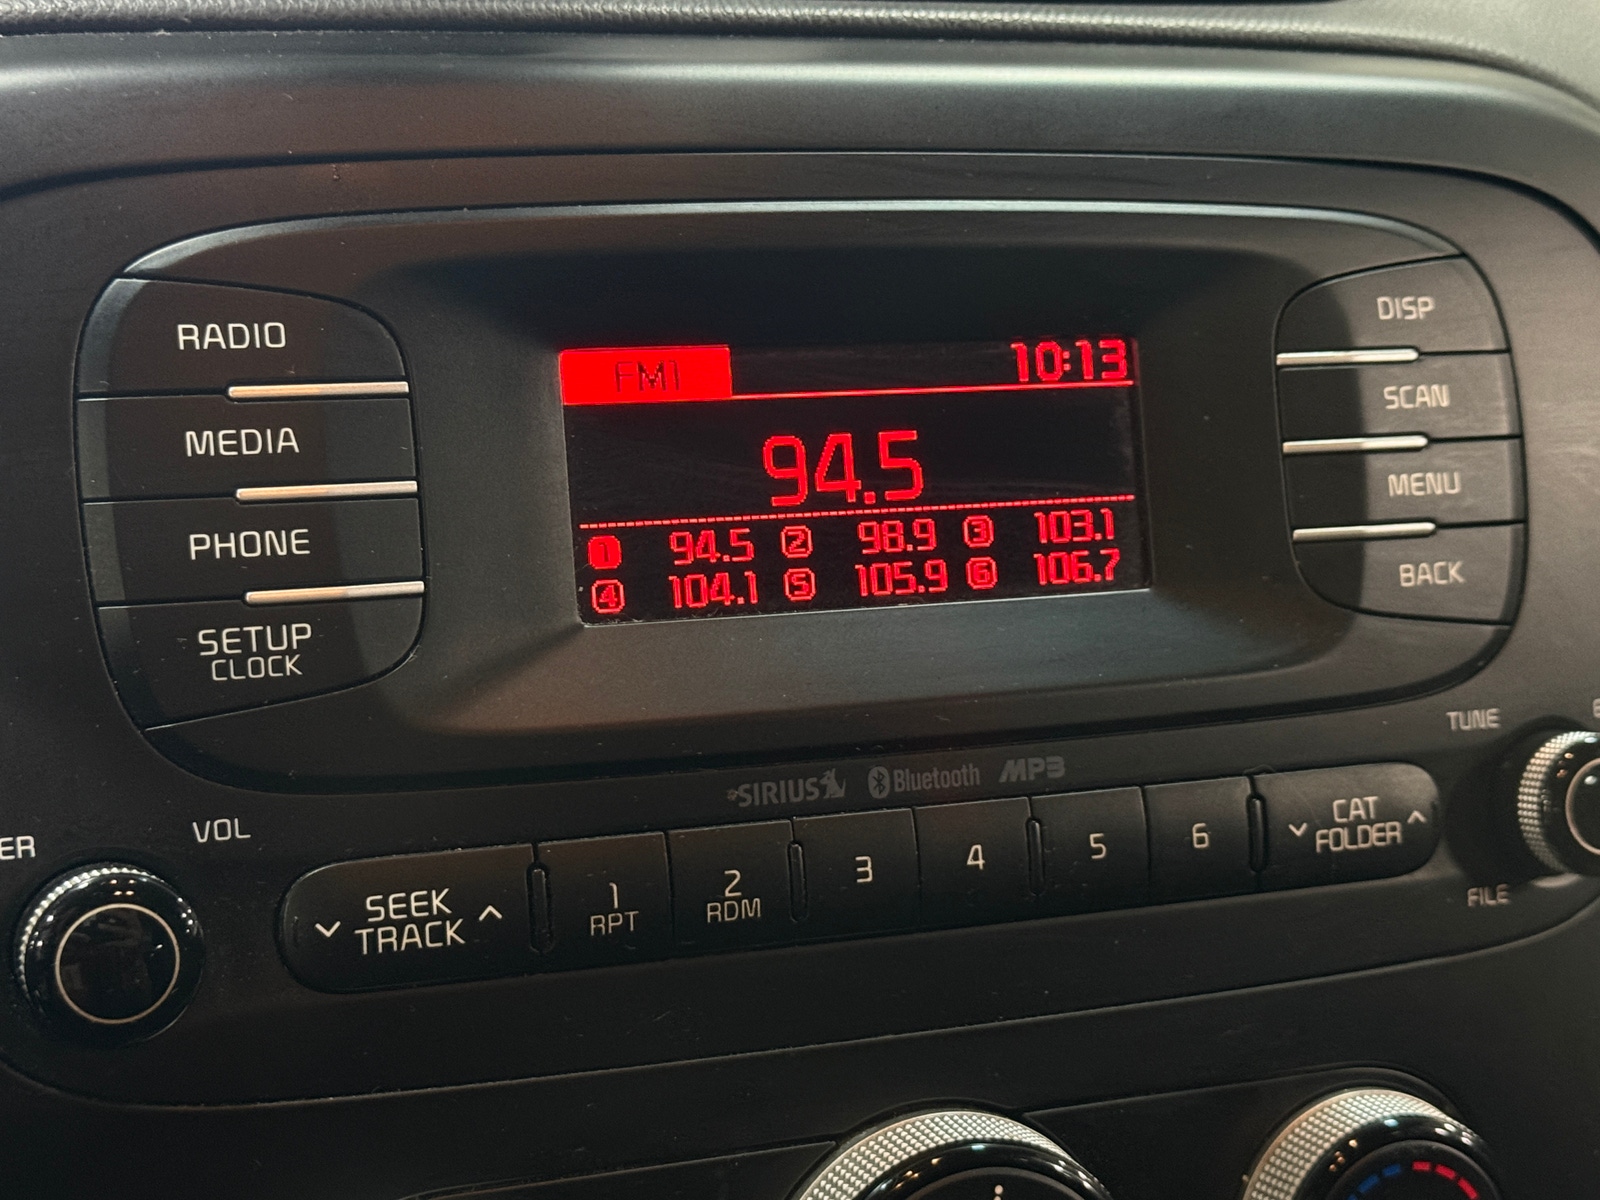 RADIO
MEDIA
PHONE
SETUP
CLOCK
FM1 10:13
94.5
1 94.5 2 98.9 3 103.1
4 104.1 5 105.9 6 106.7
DISP
SCAN
MENU
BACK
SIRIUS Bluetooth MP3
ER VOL
SEEK
TRACK
1
RPT
2
RDM
3
4
5
6
CAT
FOLDER
TUNE
FILE